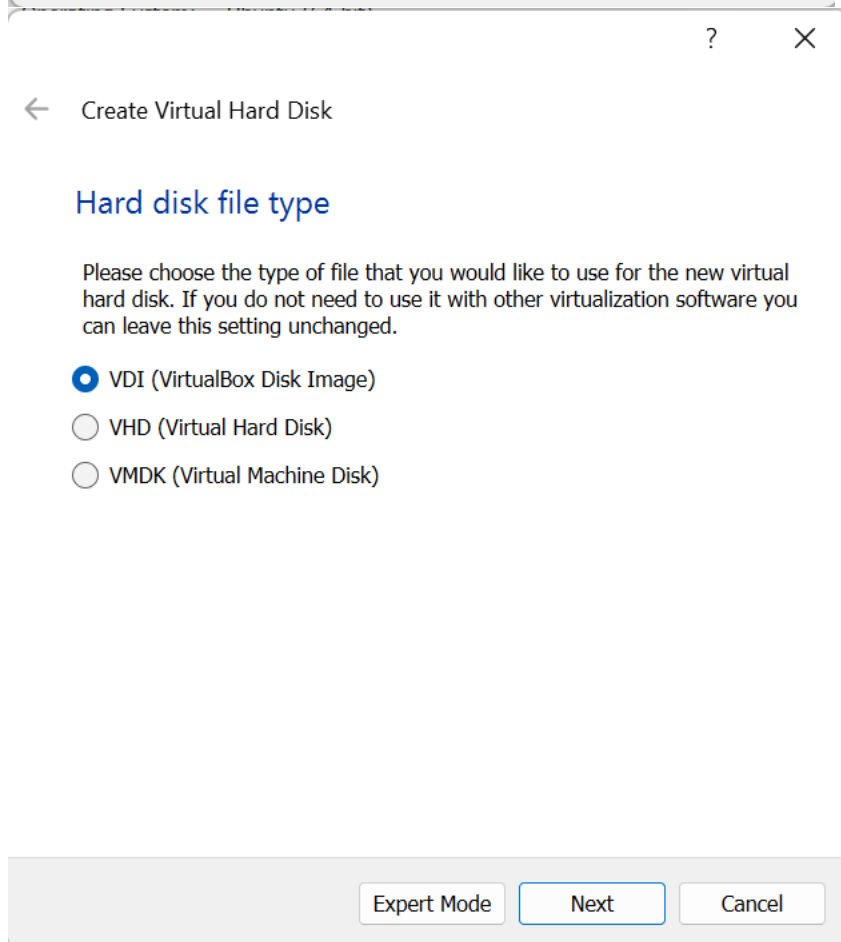 ?
Create Virtual Hard Disk
Hard disk file type
Please choose the type of file that you would like to use for the new virtual
hard disk. If you do not need to use it with other virtualization software you
can leave this setting unchanged.
VDI (VirtualBox Disk Image)
VHD (Virtual Hard Disk)
VMDK (Virtual Machine Disk)
Expert Mode Next Cancel